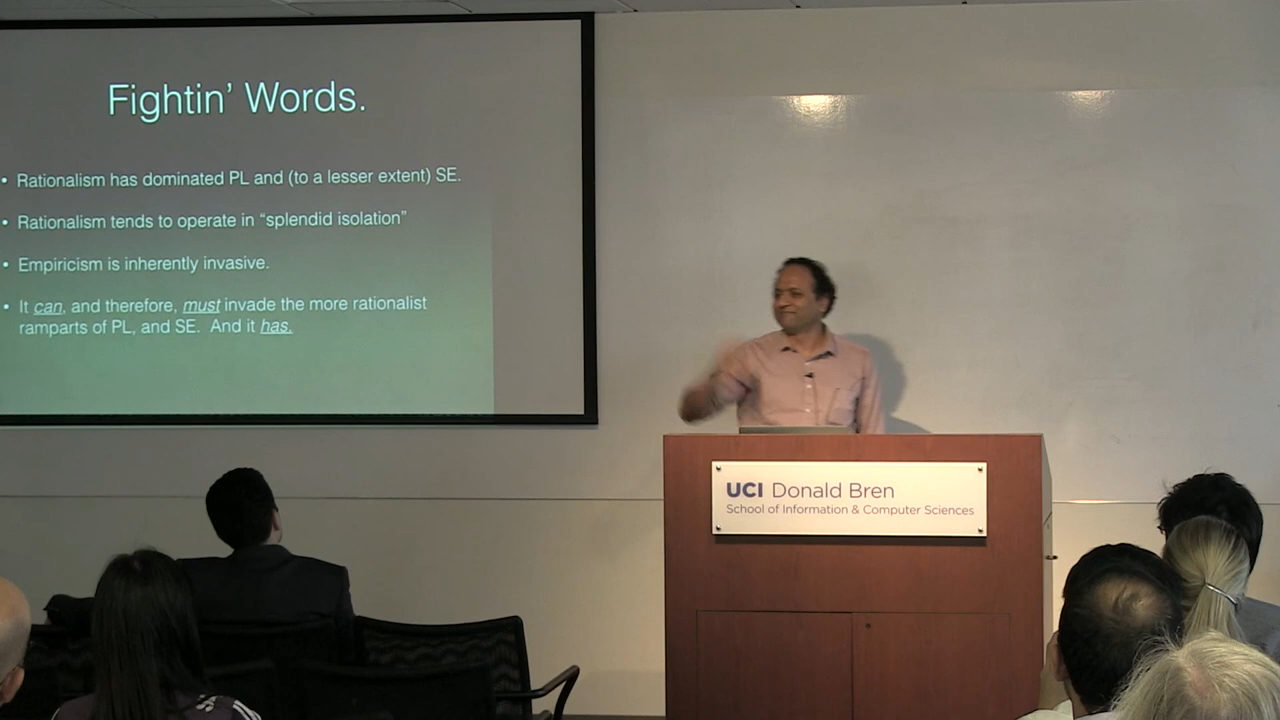 Fightin' Words.
• Rationalism has dominated PL and (to a lesser extent) SE.
• Rationalism tends to operate in “splendid isolation”
• Empiricism is inherently invasive.
• It can, and therefore, must invade the more rationalist
ramparts of PL, and SE. And it has.
UCI Donald Bren
School of Information & Computer Sciences